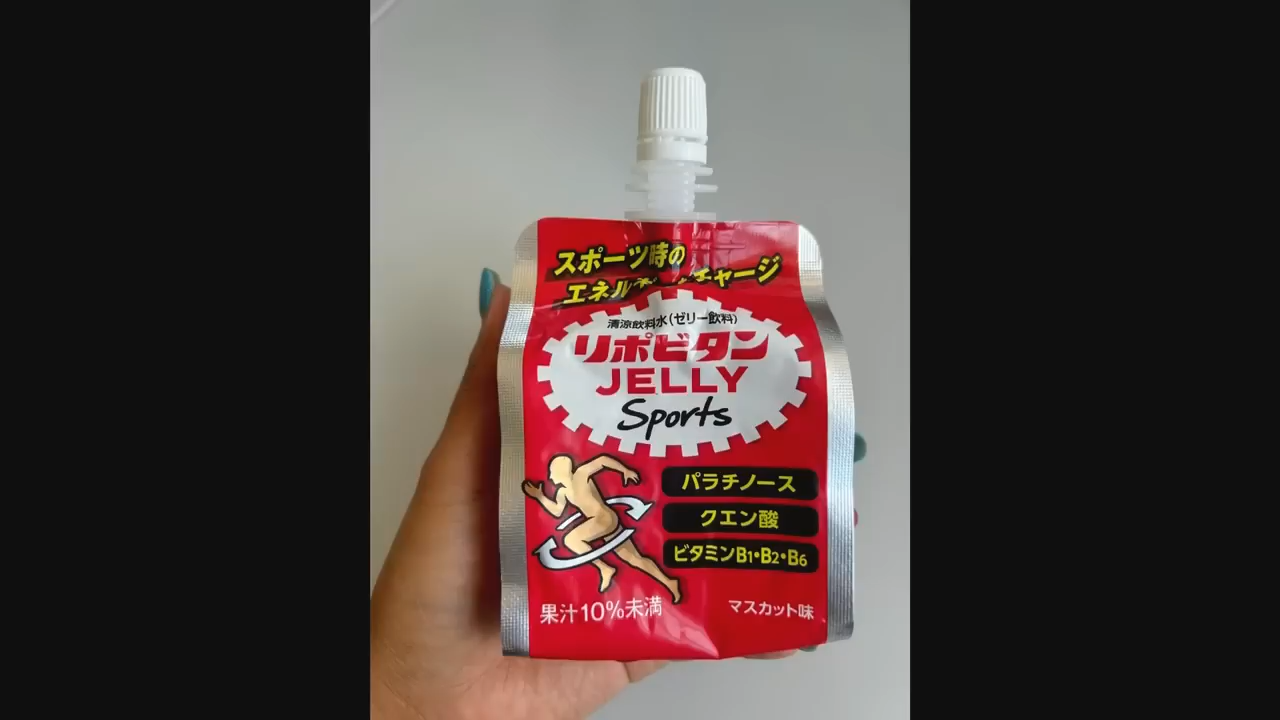 スポーツ時の
エネルギーチャージ
清涼飲料水(ゼリー飲料)
リポビタン
JELLY
Sports
パラチノース
クエン酸
ビタミンB1・B2・B6
果汁10%未満
マスカット味